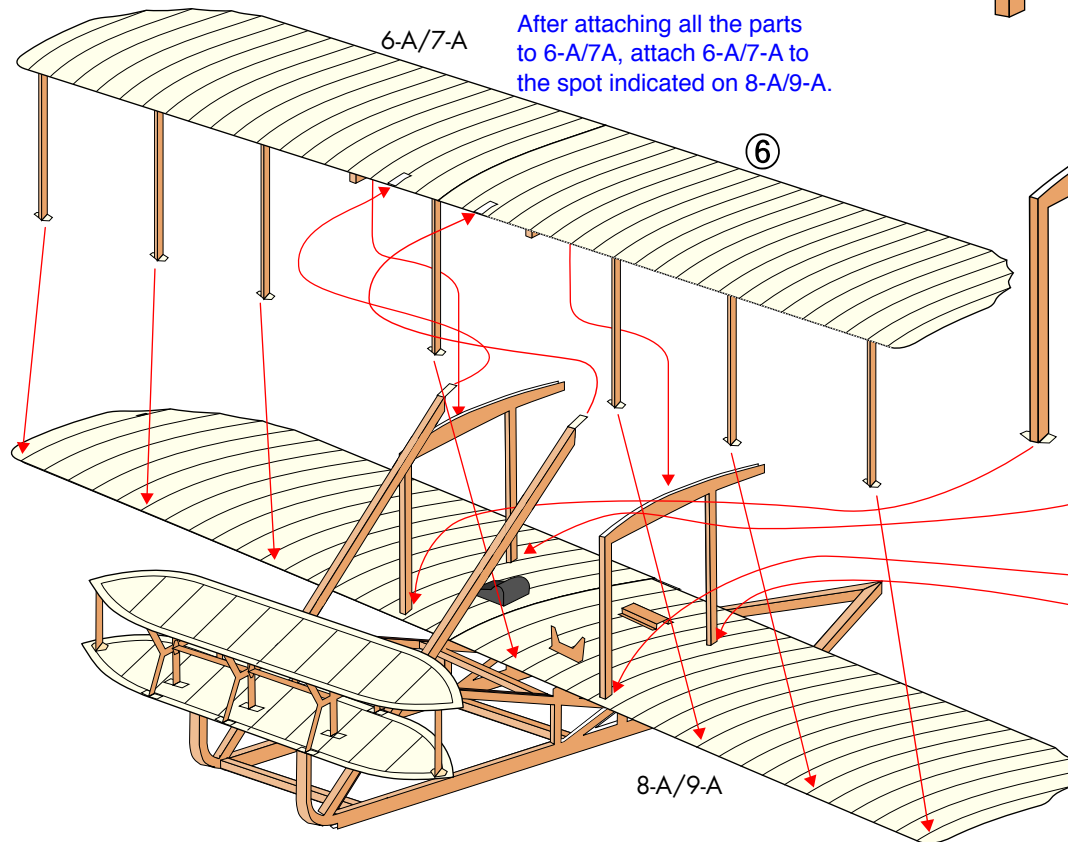 6-A/7-A
After attaching all the parts
to 6-A/7A, attach 6-A/7-A to
the spot indicated on 8-A/9-A.
⑥
8-A/9-A